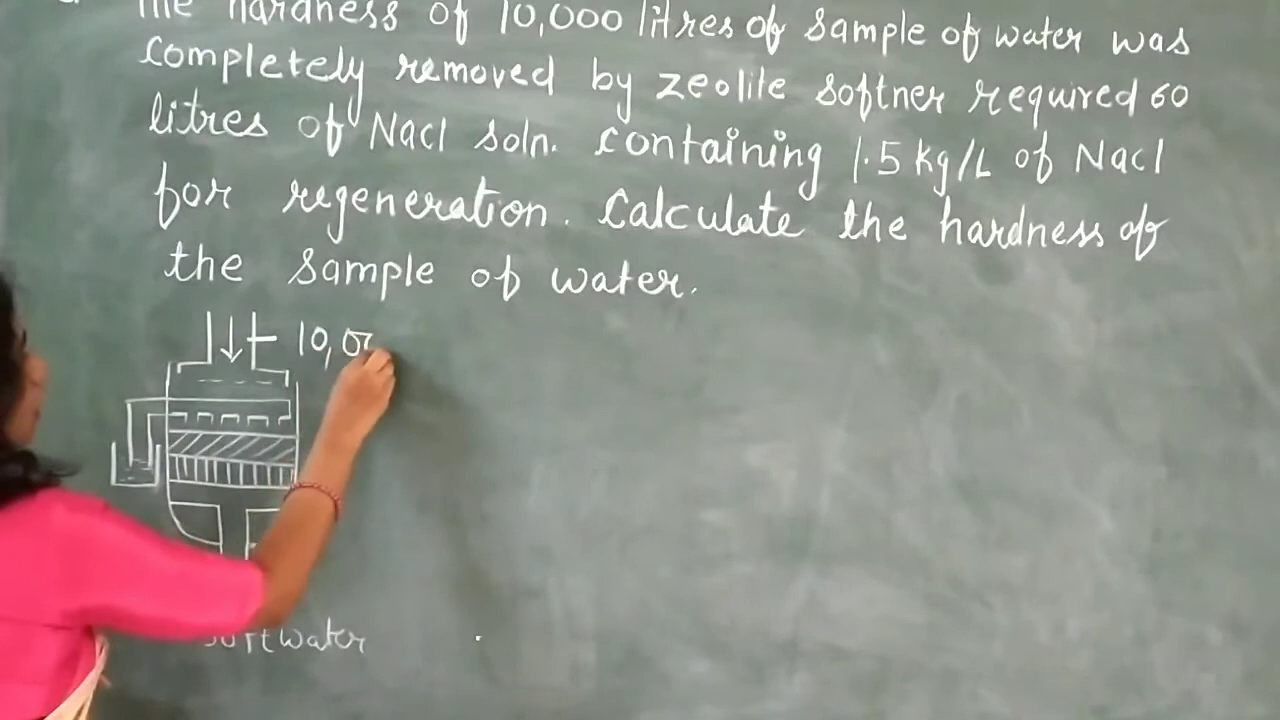 The hardness of 10,000 litres of sample of water was
completely removed by zeolite softner required 60
litres of Nacl soln. containing 1.5 kg/L of Nacl
for regeneration. Calculate the hardness of
the sample of water.
10,00
softwater